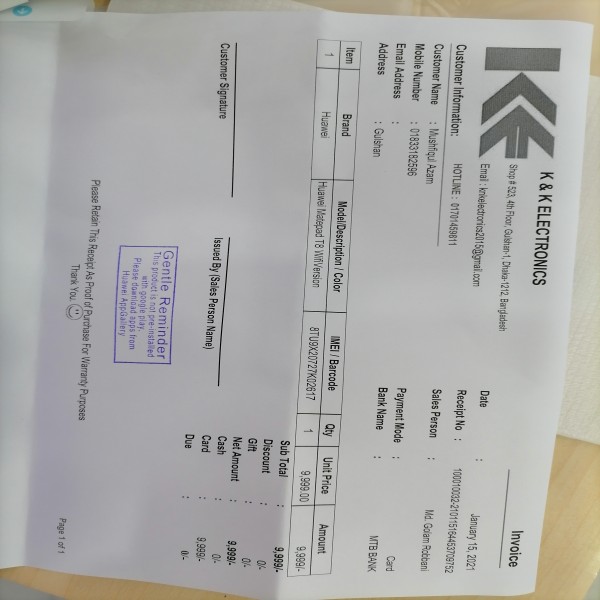 K & K ELECTRONICS
Shop # 523, 4th Floor, Gulshan-1, Dhaka-1212, Bangladesh
Email : knkelectronics2015@gmail.com
HOTLINE : 01701459811
Invoice
Customer Information:
Customer Name : Mushfiqul Azam
Mobile Number : 01833182596
Email Address :
Address : Gulshan
Date : January 15, 2021
Receipt No : 100010032-210115164453709752
Sales Person : Md. Golam Robbani
Payment Mode : Card
Bank Name : MTB BANK
Item Brand Model/Description / Color IMEI / Barcode Qty Unit Price Amount
1 Huawei Huawei Matepad T8 WifiVersion 8TU9X20727K02617 1 9,999.00 9,999/-
Sub Total : 9,999/-
Discount : 0/-
Gift : 0/-
Net Amount : 9,999/-
Cash : 0/-
Card : 9,999/-
Due : 0/-
Customer Signature
Issued By (Sales Person Name)
Gentle Reminder
This product is not pre-installed
with google play.
Please download apps from
Huawei AppGallery
Please Retain This Receipt As Proof of Purchase For Warranty Purposes
Thank You
Page 1 of 1